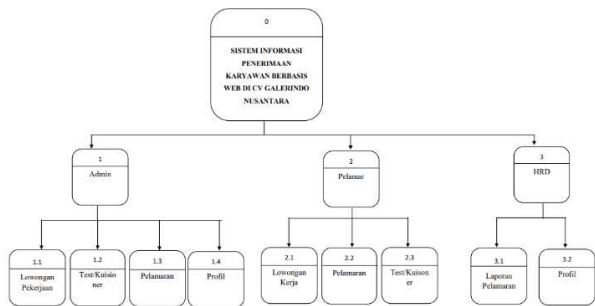 0
SISTEM INFORMASI
PENERIMAAN
KARYAWAN BERBASIS
WEB DI CV GALERINDO
NUSANTARA
1
Admin
2
Pelamar
3
HRD
1.1
Lowongan
Pekerjaan
1.2
Test/Kuisio
ner
1.3
Pelamaran
1.4
Profil
2.1
Lowongan
Kerja
2.2
Pelamaran
2.3
Test/Kuison
er
3.1
Laporan
Pelamaran
3.2
Profil